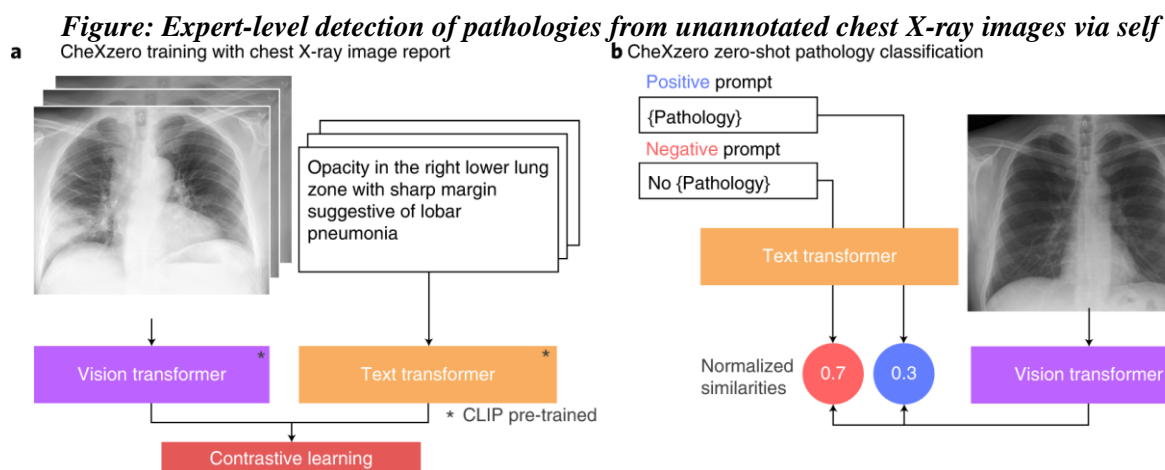 Figure: Expert-level detection of pathologies from unannotated chest X-ray images via self
a CheXzero training with chest X-ray image report
Opacity in the right lower lung
zone with sharp margin
suggestive of lobar
pneumonia
Vision transformer *
Text transformer *
* CLIP pre-trained
Contrastive learning
b CheXzero zero-shot pathology classification
Positive prompt
{Pathology}
Negative prompt
No {Pathology}
Text transformer
Normalized
similarities
0.7
0.3
Vision transformer